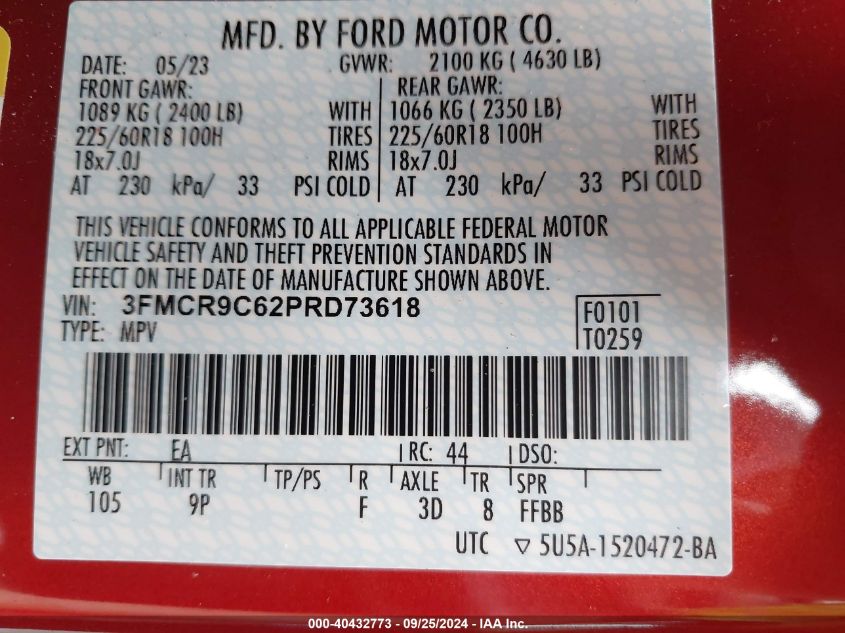 MFD. BY FORD MOTOR CO.
DATE: 05/23 GVWR: 2100 KG ( 4630 LB)
FRONT GAWR: REAR GAWR:
1089 KG ( 2400 LB) WITH 1066 KG ( 2350 LB) WITH
225/60R18 100H TIRES 225/60R18 100H TIRES
18x7.0J RIMS 18x7.0J RIMS
AT 230 kPa/ 33 PSI COLD AT 230 kPa/ 33 PSI COLD
THIS VEHICLE CONFORMS TO ALL APPLICABLE FEDERAL MOTOR
VEHICLE SAFETY AND THEFT PREVENTION STANDARDS IN
EFFECT ON THE DATE OF MANUFACTURE SHOWN ABOVE.
VIN: 3FMCR9C62PRD73618 F0101
TYPE: MPV T0259
EXT PNT: EA RC: 44 DSO:
WB INT TR TP/PS R AXLE TR SPR
105 9P F 3D 8 FFBB
UTC ▽ 5U5A-1520472-BA
000-40432773 - 09/25/2024 - IAA Inc.